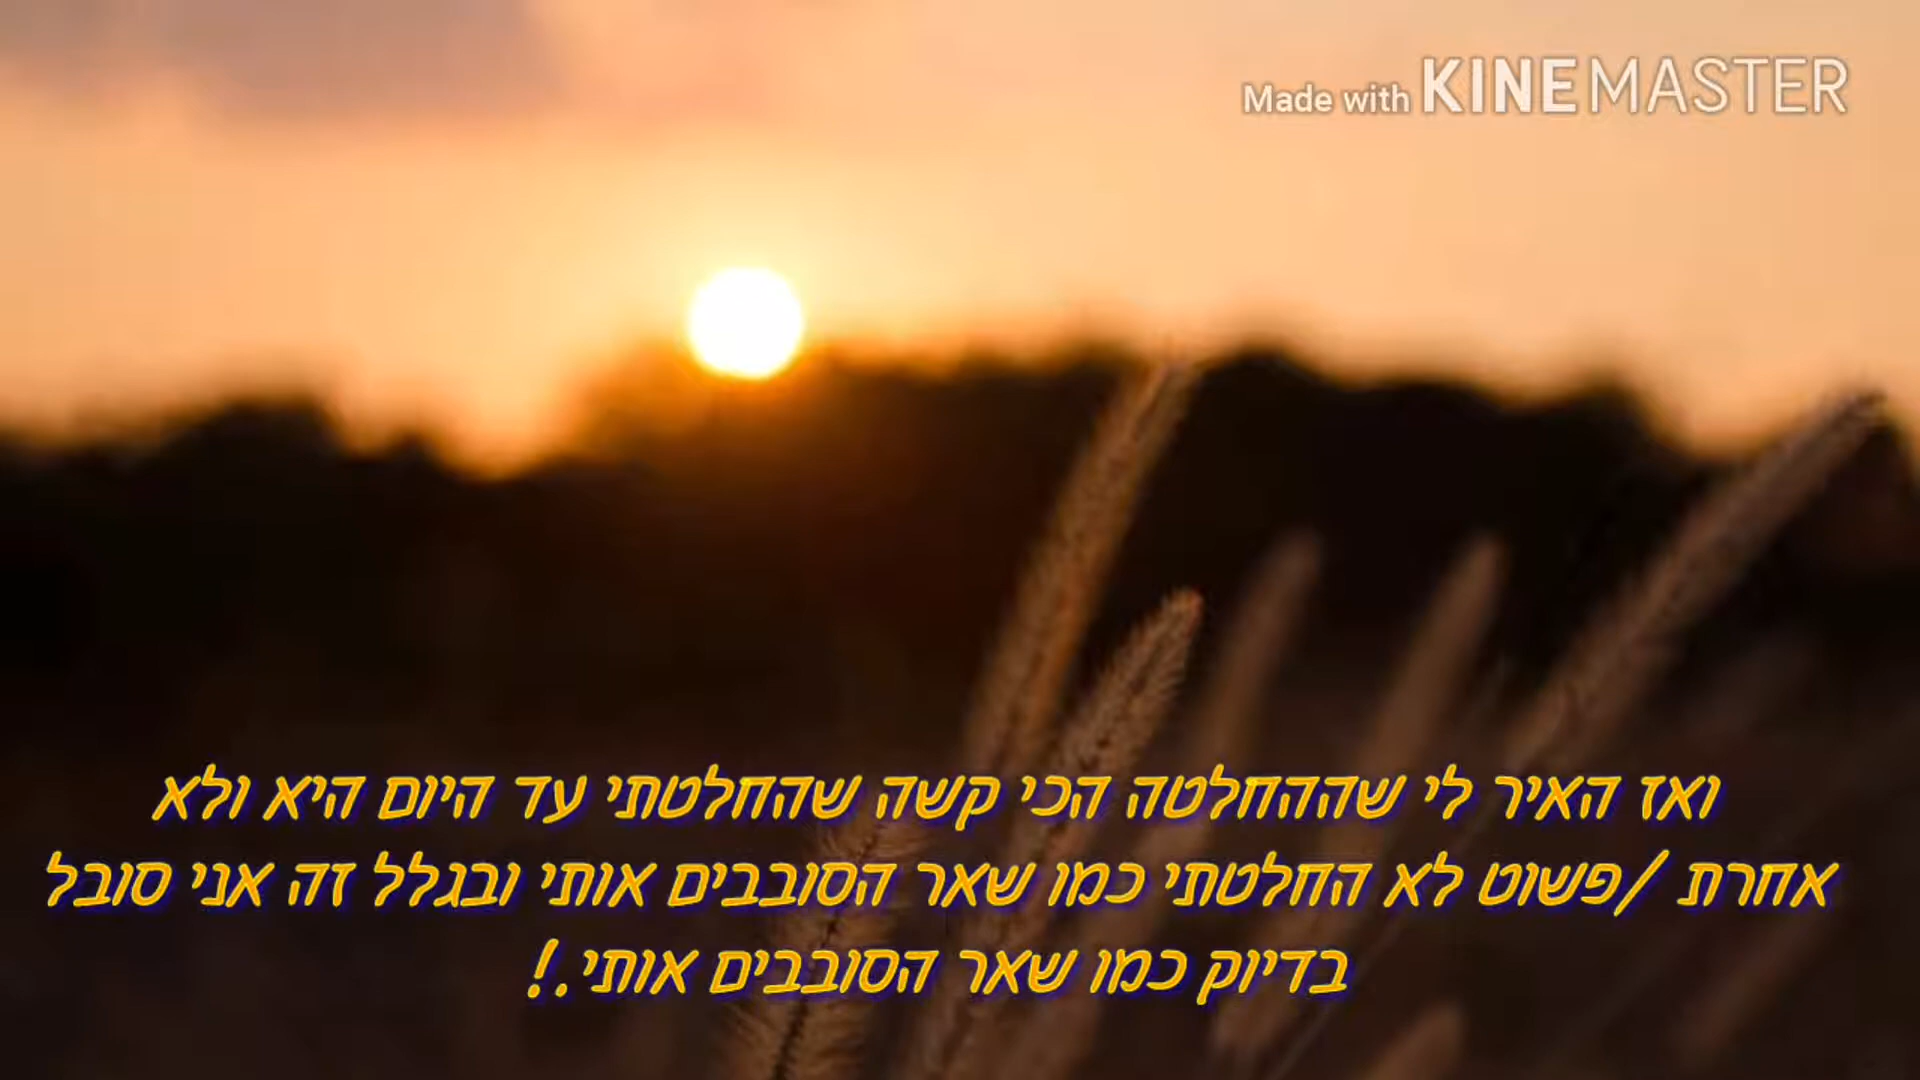 Made with KINEMASTER
ואז האיר לי שההחלטה הכי קשה שהחלטתי עד היום היא ולא
אחרת /פשוט לא החלטתי כמו שאר הסובבים אותי ובגלל זה אני סובל
בדיוק כמו שאר הסובבים אותי.!